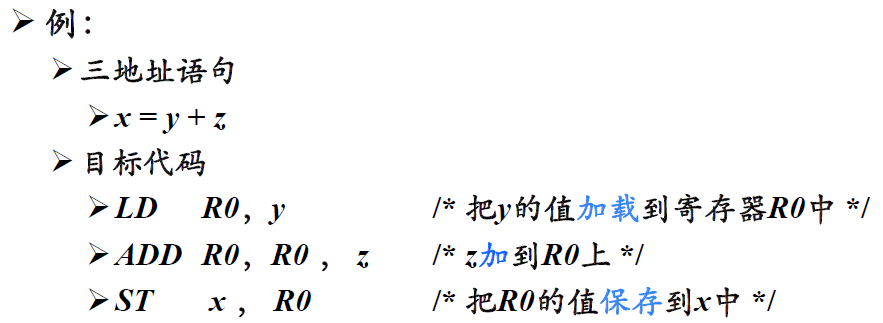 ➢ 例：
➢ 三地址语句
➢ x = y + z
➢ 目标代码
➢ LD R0， y /* 把y的值加载到寄存器R0中 */
➢ ADD R0， R0 ， z /* z加到R0上 */
➢ ST x ， R0 /* 把R0的值保存到x中 */